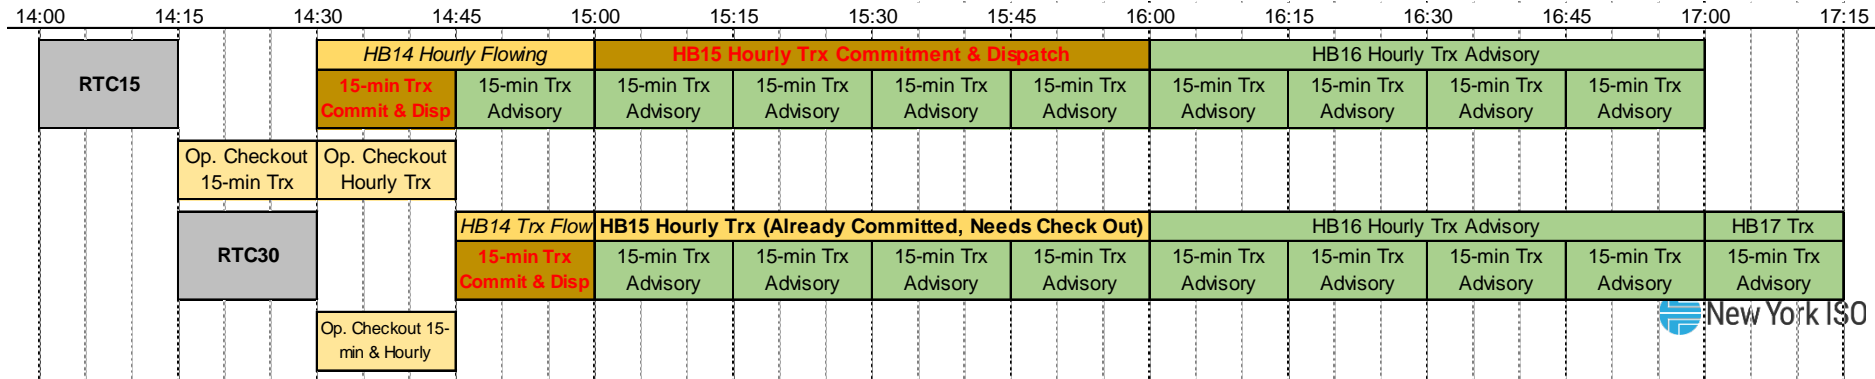 14:00 14:15 14:30 14:45 15:00 15:15 15:30 15:45 16:00 16:15 16:30 16:45 17:00 17:15
HB14 Hourly Flowing HB15 Hourly Trx Commitment & Dispatch HB16 Hourly Trx Advisory
RTC15
15-min Trx 15-min Trx 15-min Trx 15-min Trx 15-min Trx 15-min Trx 15-min Trx 15-min Trx 15-min Trx 15-min Trx
Commit & Disp Advisory Advisory Advisory Advisory Advisory Advisory Advisory Advisory Advisory
Op. Checkout Op. Checkout
15-min Trx Hourly Trx
HB14 Trx Flow HB15 Hourly Trx (Already Committed, Needs Check Out) HB16 Hourly Trx Advisory HB17 Trx
RTC30
15-min Trx 15-min Trx 15-min Trx 15-min Trx 15-min Trx 15-min Trx 15-min Trx 15-min Trx 15-min Trx 15-min Trx
Commit & Disp Advisory Advisory Advisory Advisory Advisory Advisory Advisory Advisory Advisory
New York ISO
Op. Checkout 15-
min & Hourly